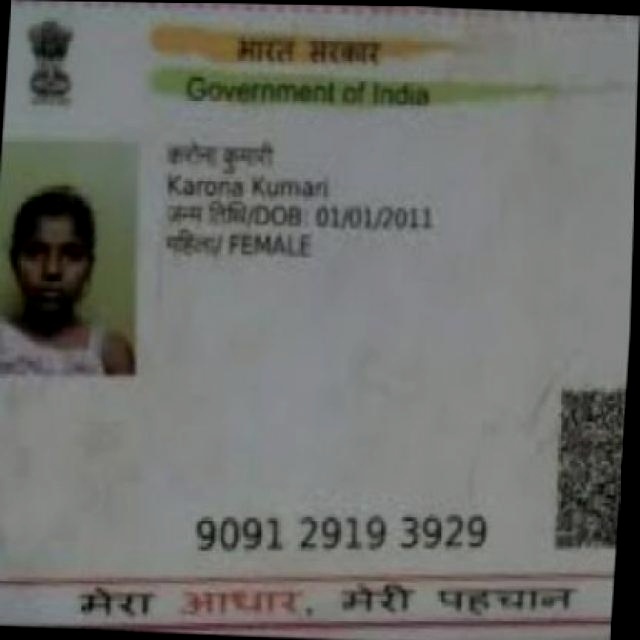 भारत सरकार
Government of India
करोना कुमारी
Karona Kumari
जन्म तिथि/DOB: 01/01/2011
महिला/ FEMALE
9091 2919 3929
मेरा आधार, मेरी पहचान